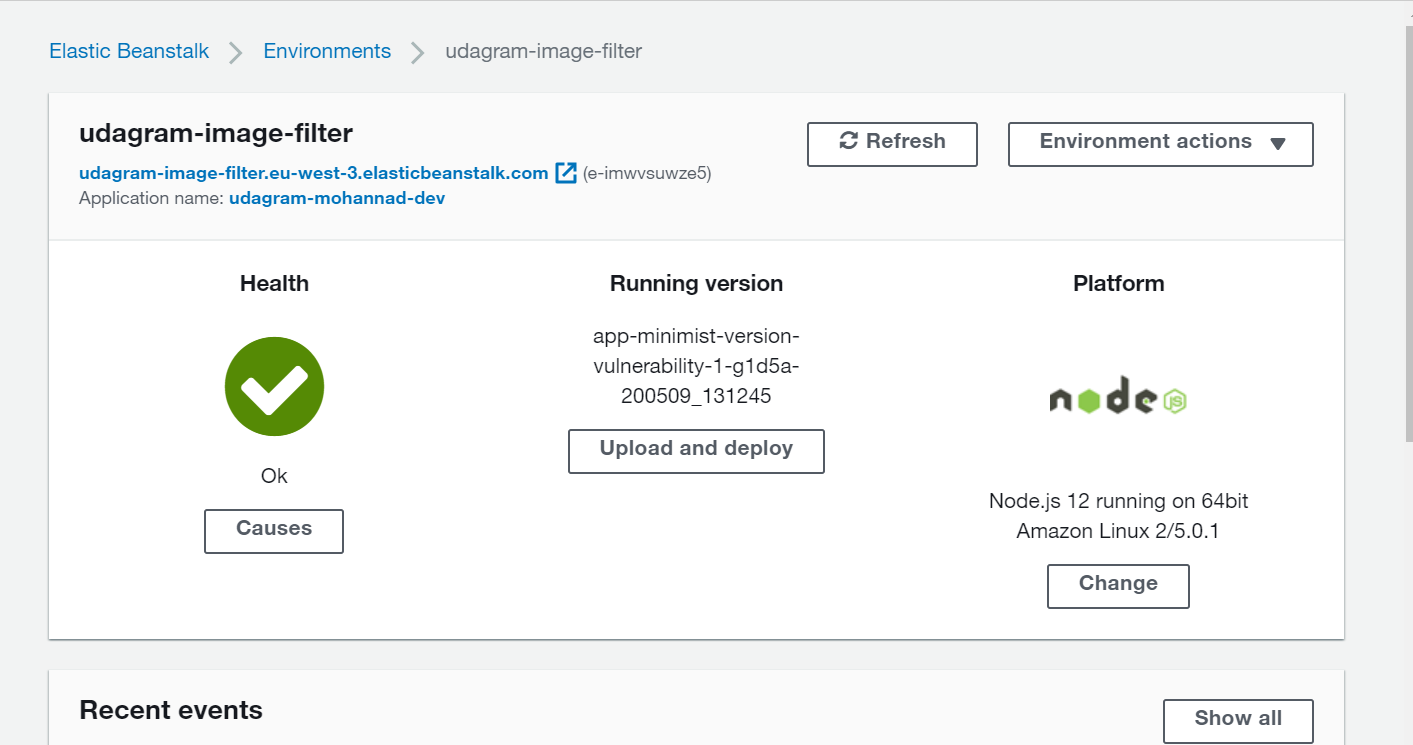 Elastic Beanstalk > Environments > udagram-image-filter
udagram-image-filter
Refresh
Environment actions ▼
udagram-image-filter.eu-west-3.elasticbeanstalk.com (e-imwvsuwze5)
Application name: udagram-mohannad-dev
Health
Ok
Causes
Running version
app-minimist-version-
vulnerability-1-g1d5a-
200509_131245
Upload and deploy
Platform
node JS
Node.js 12 running on 64bit
Amazon Linux 2/5.0.1
Change
Recent events
Show all